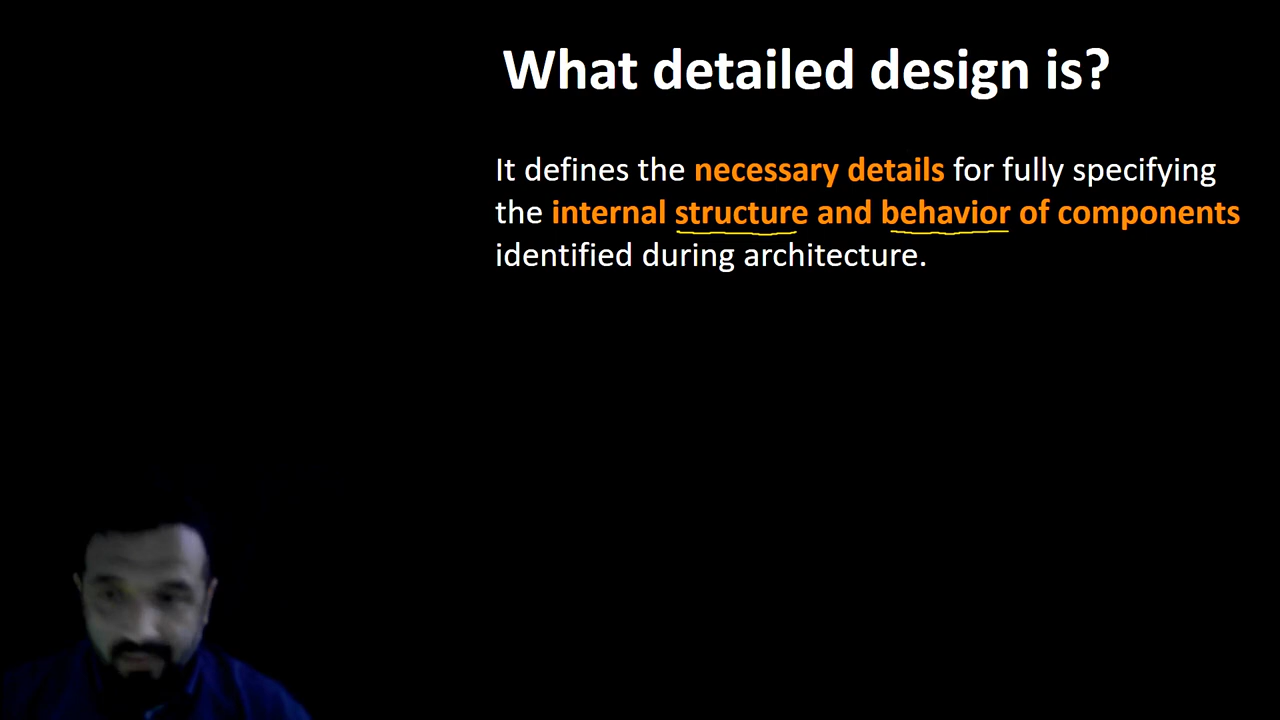 What detailed design is?
It defines the necessary details for fully specifying
the internal structure and behavior of components
identified during architecture.